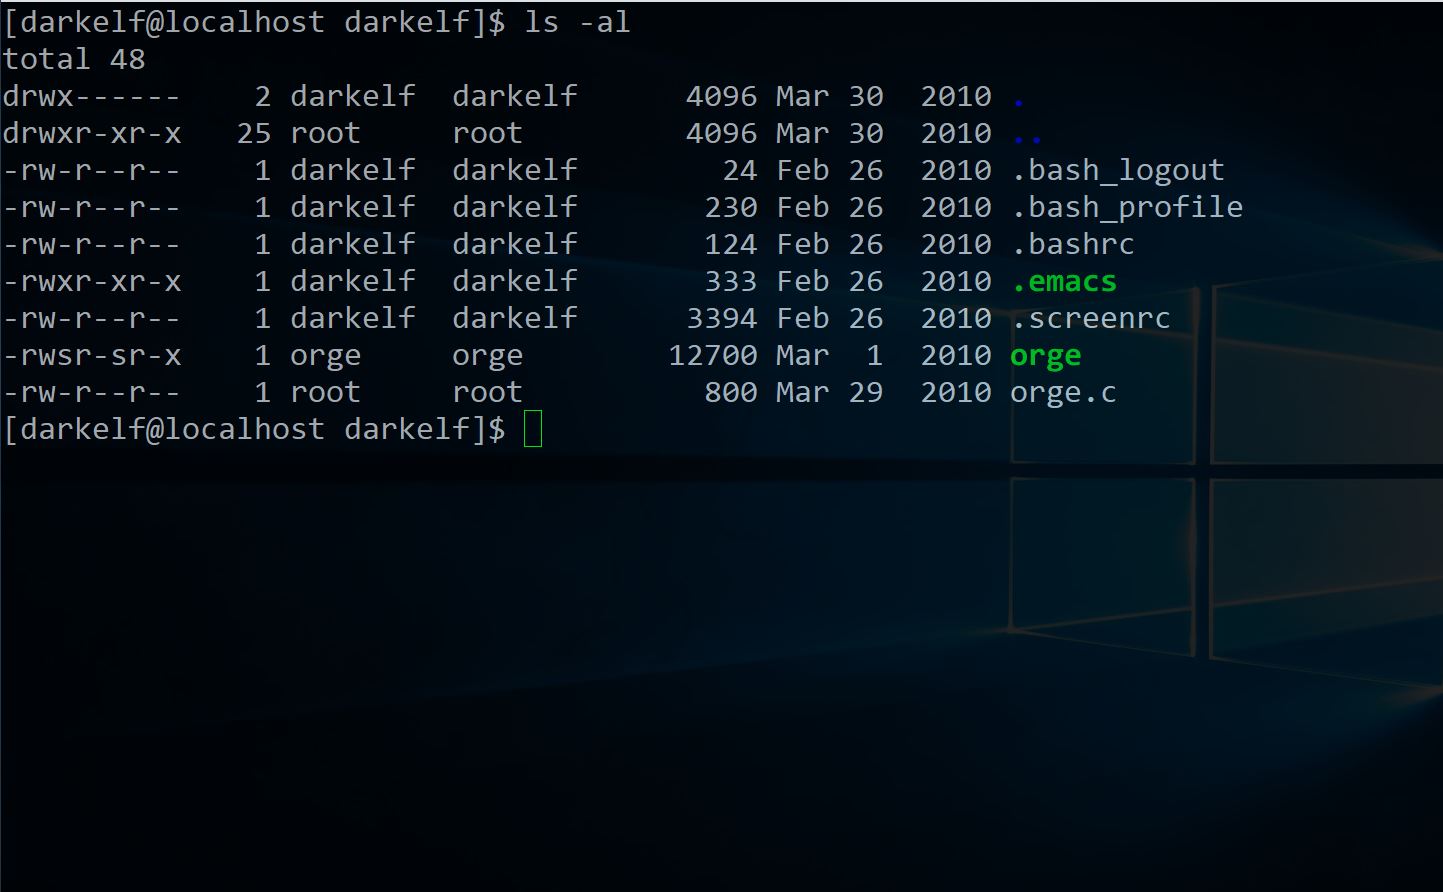 [darkelf@localhost darkelf]$ ls -al
total 48
drwx------    2 darkelf  darkelf      4096 Mar 30  2010 .
drwxr-xr-x   25 root     root         4096 Mar 30  2010 ..
-rw-r--r--    1 darkelf  darkelf        24 Feb 26  2010 .bash_logout
-rw-r--r--    1 darkelf  darkelf       230 Feb 26  2010 .bash_profile
-rw-r--r--    1 darkelf  darkelf       124 Feb 26  2010 .bashrc
-rwxr-xr-x    1 darkelf  darkelf       333 Feb 26  2010 .emacs
-rw-r--r--    1 darkelf  darkelf      3394 Feb 26  2010 .screenrc
-rwsr-sr-x    1 orge     orge        12700 Mar  1  2010 orge
-rw-r--r--    1 root     root          800 Mar 29  2010 orge.c
[darkelf@localhost darkelf]$